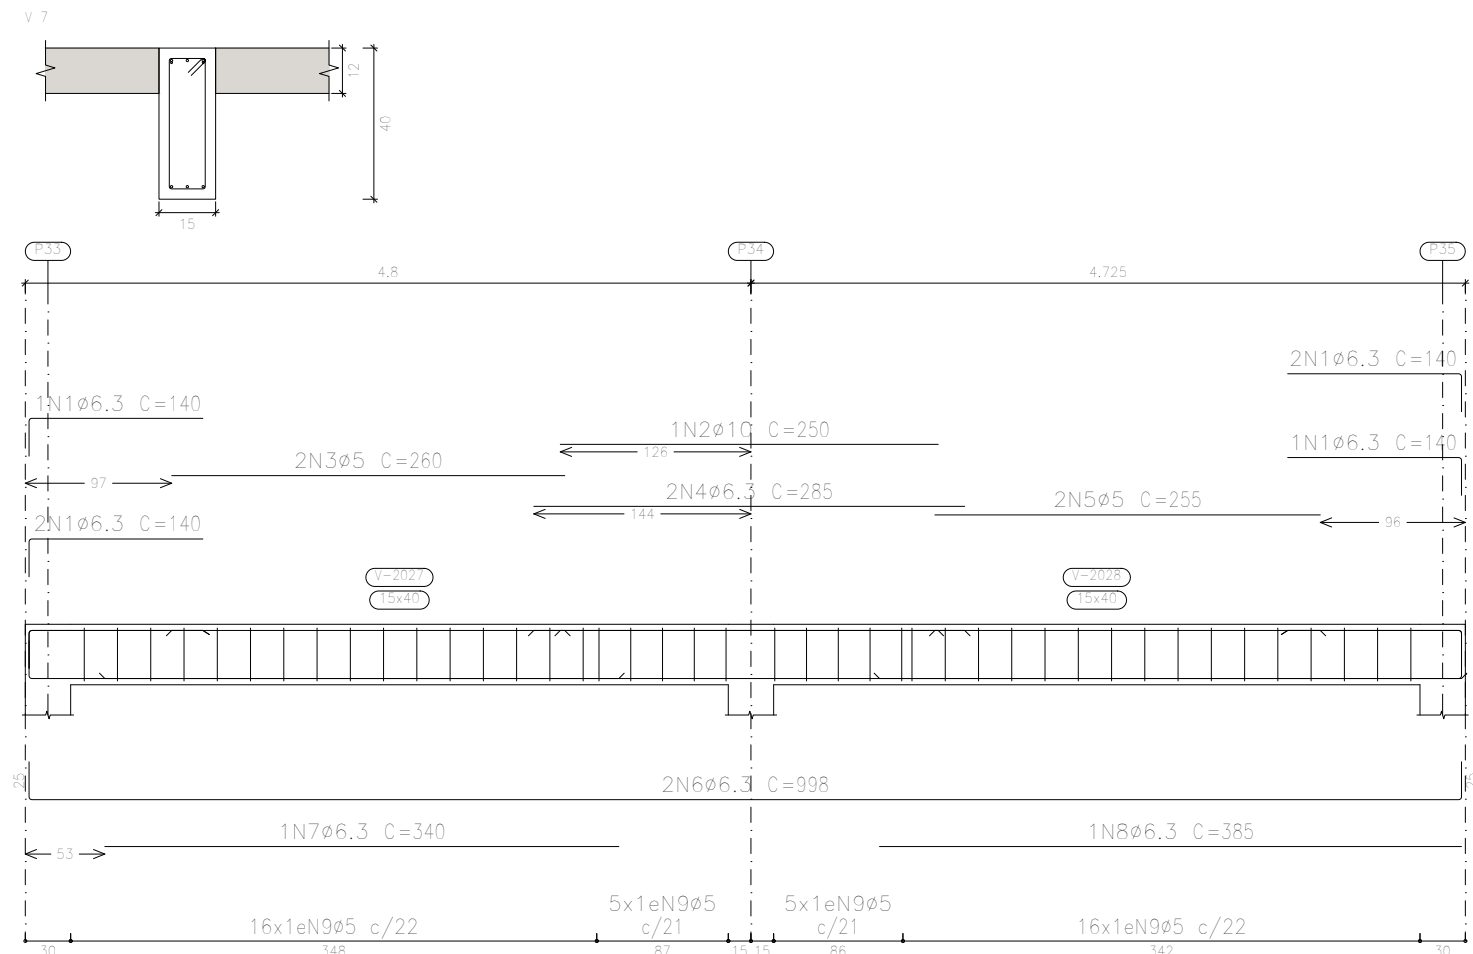 V 7
12
40
15
P33
P34
P35
4.8
4.725
2N1ø6.3 C=140
1N1ø6.3 C=140
1N2ø10 C=250
126
1N1ø6.3 C=140
2N3ø5 C=260
97
2N4ø6.3 C=285
144
2N5ø5 C=255
96
2N1ø6.3 C=140
V-2027
15x40
V-2028
15x40
25
2N6ø6.3 C=998
25
1N7ø6.3 C=340
1N8ø6.3 C=385
53
5x1eN9ø5
c/21
5x1eN9ø5
c/21
16x1eN9ø5 c/22
16x1eN9ø5 c/22
30
348
87
15
15
86
342
30